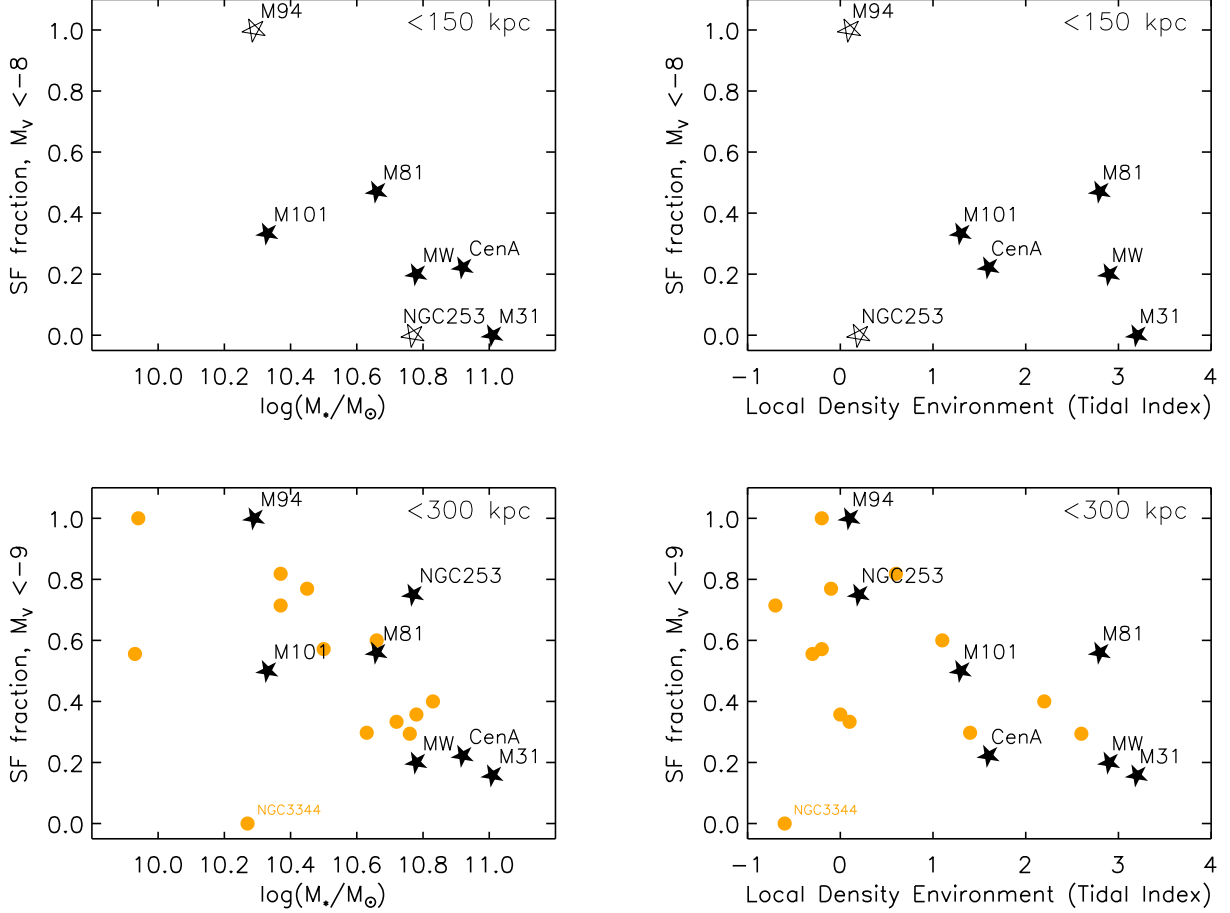 M94
<150 kpc
1.0
0.8
M81
0.6
M101
0.4
MW
CenA
0.2
NGC253
M31
0.0
SF fraction, M_V <-8
10.0 10.2 10.4 10.6 10.8 11.0
log(M_*/M_⊙)
M94
<150 kpc
1.0
0.8
0.6
M81
M101
0.4
CenA
MW
0.2
NGC253
M31
0.0
SF fraction, M_V <-8
-1 0 1 2 3 4
Local Density Environment (Tidal Index)
M94
<300 kpc
1.0
NGC253
0.8
M81
0.6
M101
0.4
MW
CenA
M31
0.2
NGC3344
0.0
SF fraction, M_V <-9
10.0 10.2 10.4 10.6 10.8 11.0
log(M_*/M_⊙)
M94
<300 kpc
1.0
NGC253
0.8
M81
0.6
M101
0.4
CenA
MW
M31
0.2
NGC3344
0.0
SF fraction, M_V <-9
-1 0 1 2 3 4
Local Density Environment (Tidal Index)